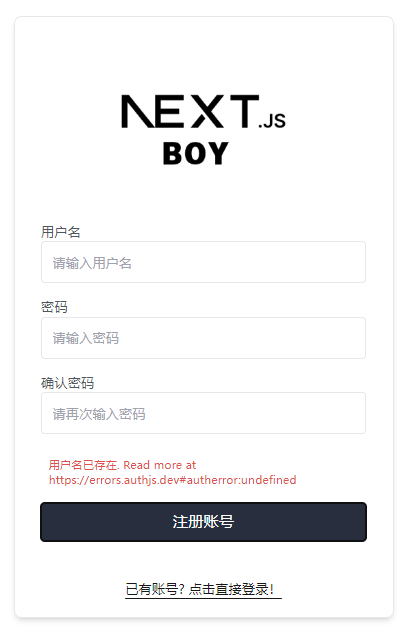 NEXT.JS
BOY
用户名
请输入用户名
密码
请输入密码
确认密码
请再次输入密码
用户名已存在. Read more at
https://errors.authjs.dev#autherror:undefined
注册账号
已有账号? 点击直接登录!